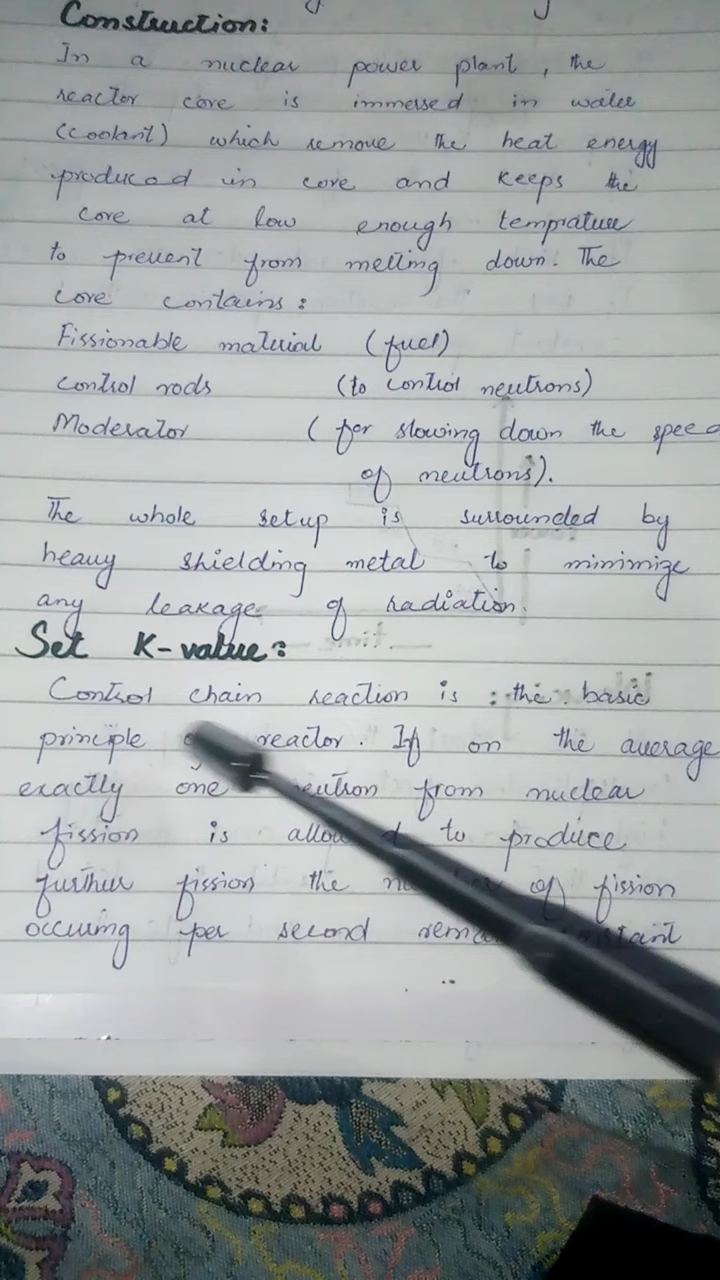 Construction:
In a nuclear power plant, the
reactor core is immersed in water
(coolant) which remove the heat energy
produced in core and keeps the
core at low enough temprature
to prevent from melting down. The
core contains:
Fissionable material (fuel)
control rods (to control neutrons)
Moderator (for slowing down the speed
of neutrons).
The whole setup is surrounded by
heavy shielding metal to minimize
any leakage of radiation.
Set K-value:
Control chain reaction is : the basic
principle reactor. If on the average
exactly one neutron from nuclear
fission is allowed to produce
further fission the number of fission
occuring per second constant